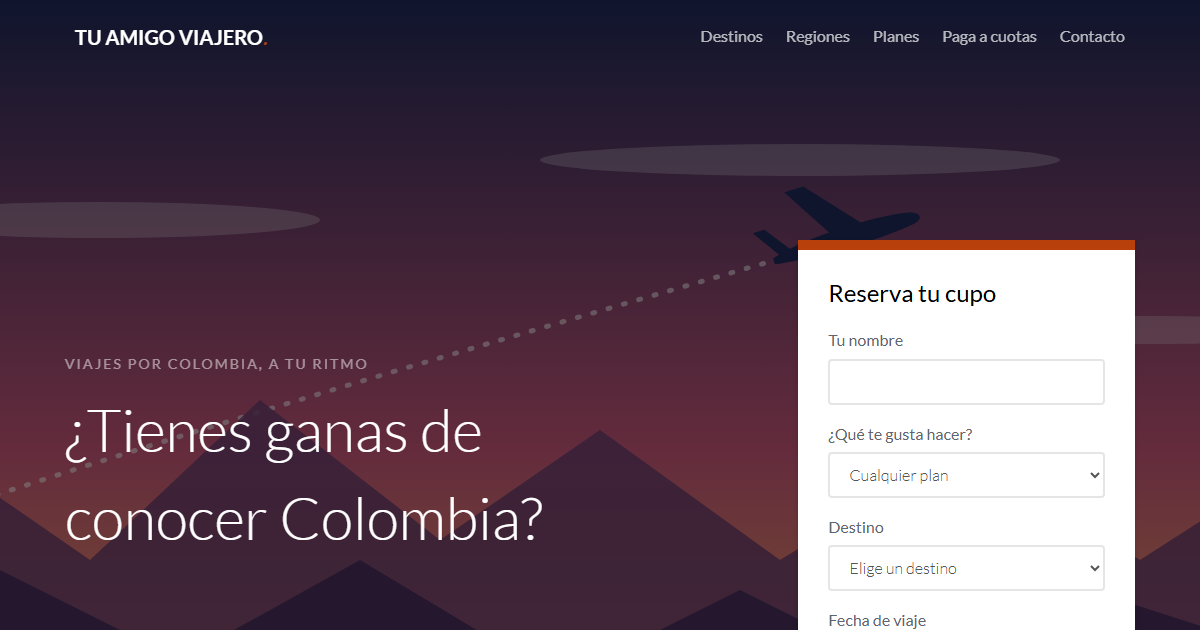 TU AMIGO VIAJERO.
Destinos
Regiones
Planes
Paga a cuotas
Contacto
VIAJES POR COLOMBIA, A TU RITMO
¿Tienes ganas de
conocer Colombia?
Reserva tu cupo
Tu nombre
¿Qué te gusta hacer?
Cualquier plan
Destino
Elige un destino
Fecha de viaje